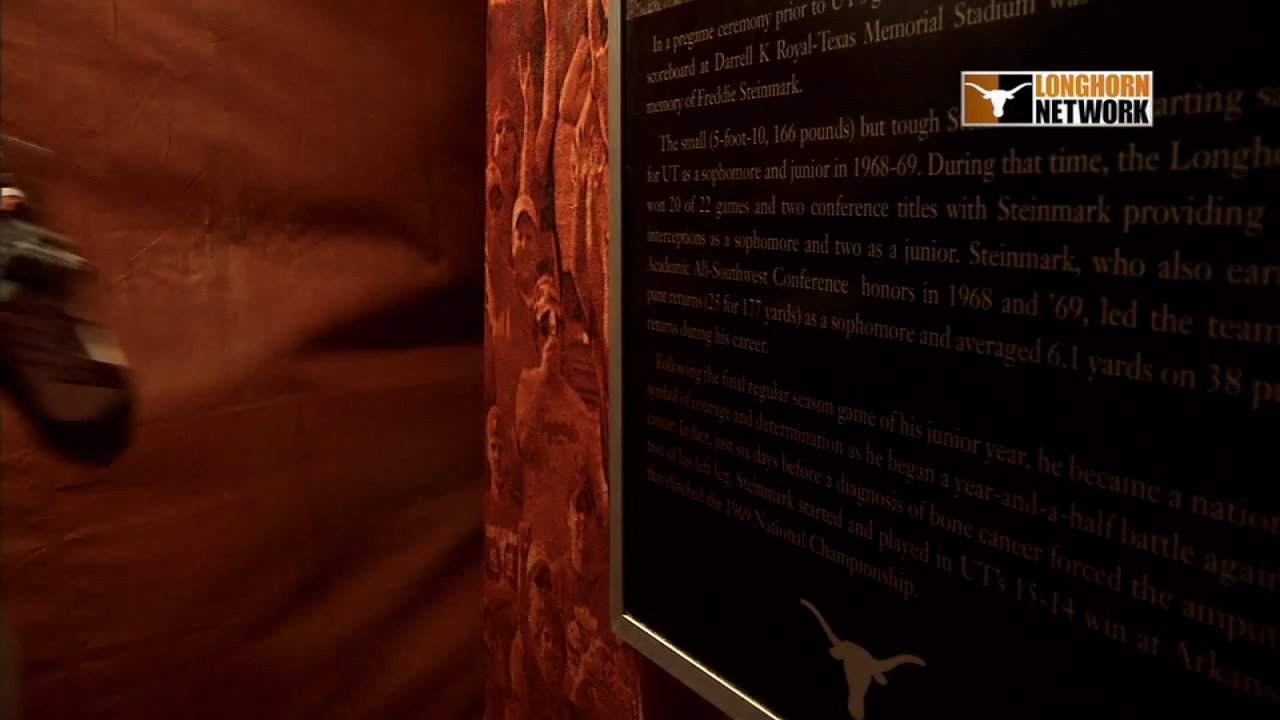 In a pregame ceremony prior to UT's
scoreboard at Darrell K Royal-Texas Memorial Stadium was
memory of Freddie Steinmark.
The small (5-foot-10, 166 pounds) but tough
for UT as a sophomore and junior in 1968-69. During that time, the Longh
won 20 of 22 games and two conference titles with Steinmark providing
interceptions as a sophomore and two as a junior. Steinmark, who also ear
Academic All-Southwest Conference honors in 1968 and '69, led the team
punt returns (25 for 177 yards) as a sophomore and averaged 6.1 yards on 38 p
returns during his career.
Following the final regular season game of his junior year, he became a natio
symbol of courage and determination as he began a year-and-a-half battle again
cancer. In fact, just six days before a diagnosis of bone cancer forced the amput
tion of his left leg, Steinmark started and played in UT's 15-14 win at Arkans
that clinched the 1969 National Championship.
LONGHORN
NETWORK